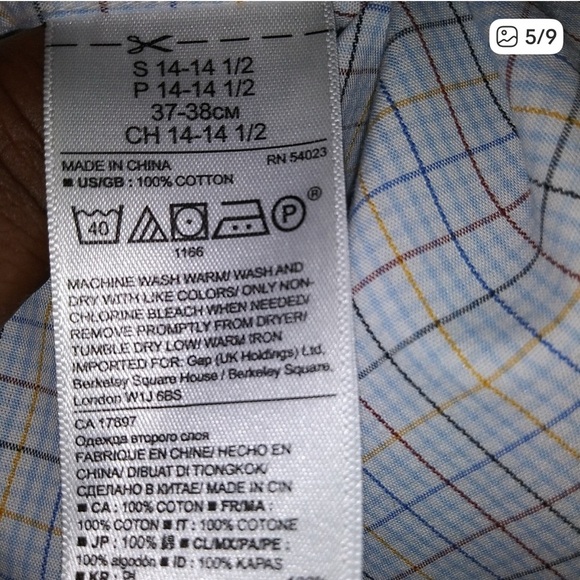 5/9
S 14-14 1/2
P 14-14 1/2
37-38CM
CH 14-14 1/2
MADE IN CHINA RN 54023
■ US/GB : 100% COTTON
40 P ®
1166
MACHINE WASH WARM/ WASH AND
DRY WITH LIKE COLORS/ ONLY NON-
CHLORINE BLEACH WHEN NEEDED/
REMOVE PROMPTLY FROM DRYER/
TUMBLE DRY LOW/ WARM IRON
IMPORTED FOR: Gap (UK Holdings) Ltd,
Berkeley Square House / Berkeley Square,
London W1J 6BS
CA 17897
Одежда второго слоя
FABRIQUE EN CHINE/ HECHO EN
CHINA/ DIBUAT DI TIONGKOK/
СДЕЛАНО В КИТАЕ/ MADE IN CIN
■ CA : 100% COTON ■ FR/MA :
100% COTON ■ IT : 100% COTONE
■ JP : 100% 綿 ■ CL/MX/PA/PE :
100% algodón ■ ID : 100% KAPAS
■ KR :